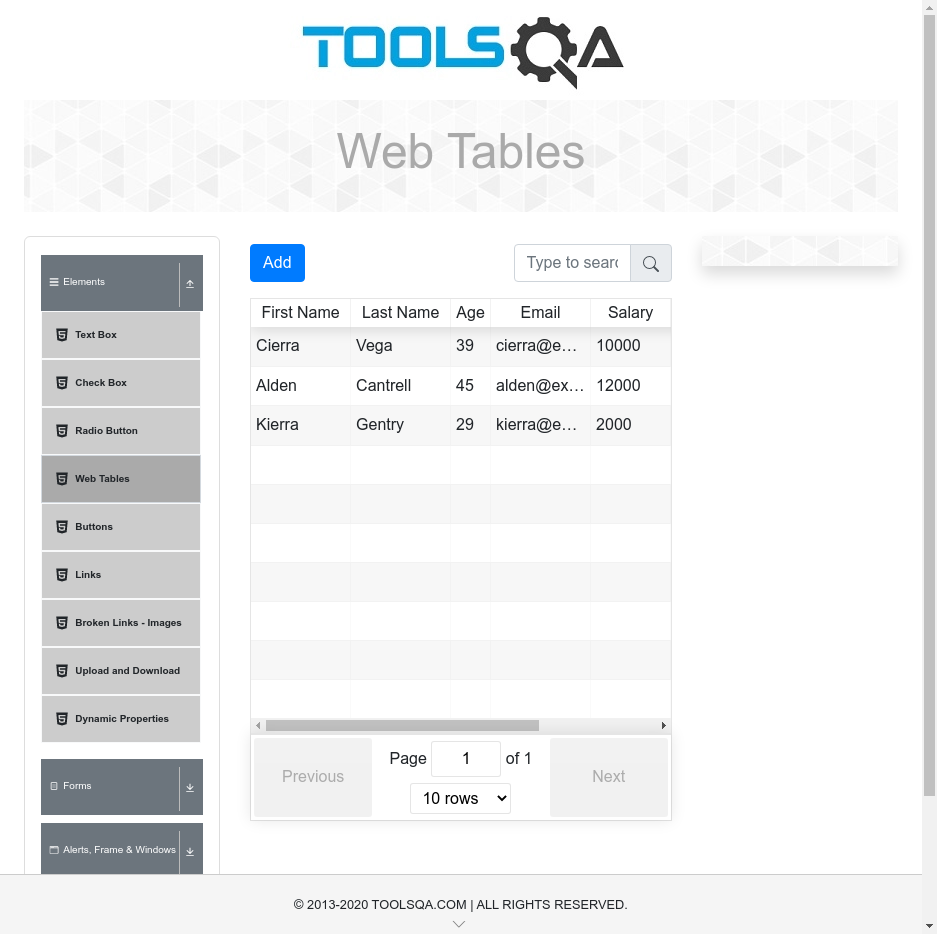 TOOLSQA
Web Tables
Elements
Text Box
Check Box
Radio Button
Web Tables
Buttons
Links
Broken Links - Images
Upload and Download
Dynamic Properties
Forms
Alerts, Frame & Windows
Add
Type to searc
First Name Last Name Age Email Salary
Cierra Vega 39 cierra@e… 10000
Alden Cantrell 45 alden@ex… 12000
Kierra Gentry 29 kierra@e… 2000
Previous
Page 1 of 1
10 rows
Next
© 2013-2020 TOOLSQA.COM | ALL RIGHTS RESERVED.